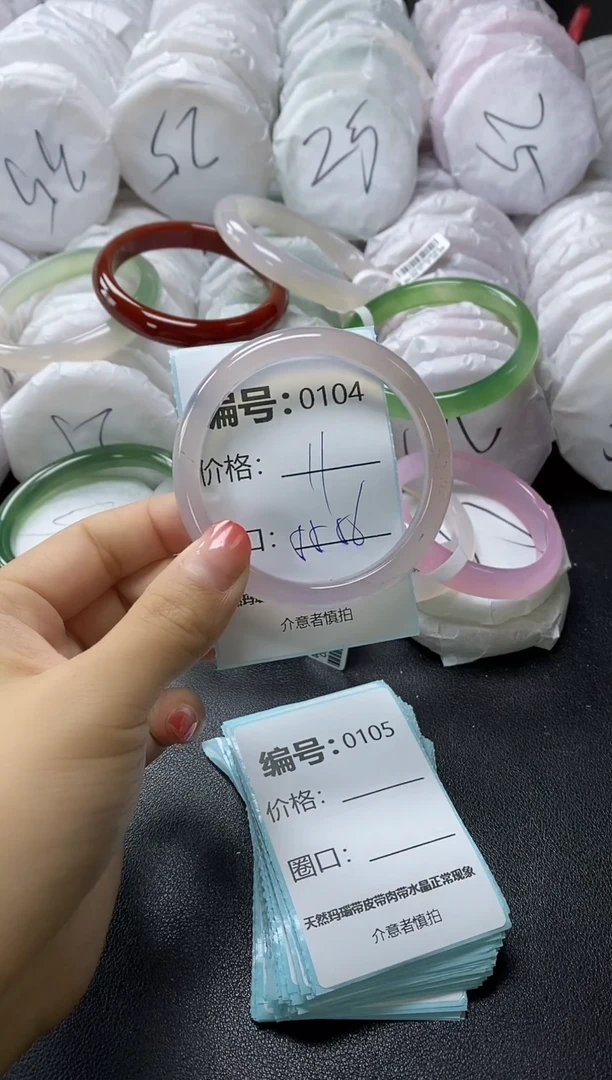 52
25
52
编号:0104
价格: 11
口:
介意者慎拍
编号:0105
价格:
圈口:
天然玛瑙带皮带肉带水晶正常现象
介意者慎拍